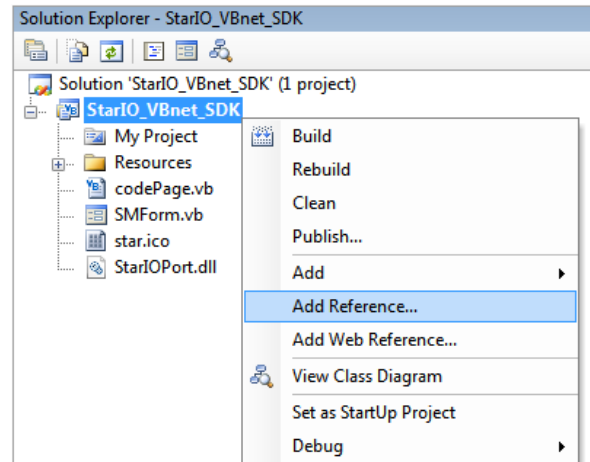 Solution Explorer - StarIO_VBnet_SDK
Solution 'StarIO_VBnet_SDK' (1 project)
StarIO_VBnet_SDK
My Project
Resources
codePage.vb
SMForm.vb
star.ico
StarIOPort.dll
Build
Rebuild
Clean
Publish...
Add
Add Reference...
Add Web Reference...
View Class Diagram
Set as StartUp Project
Debug